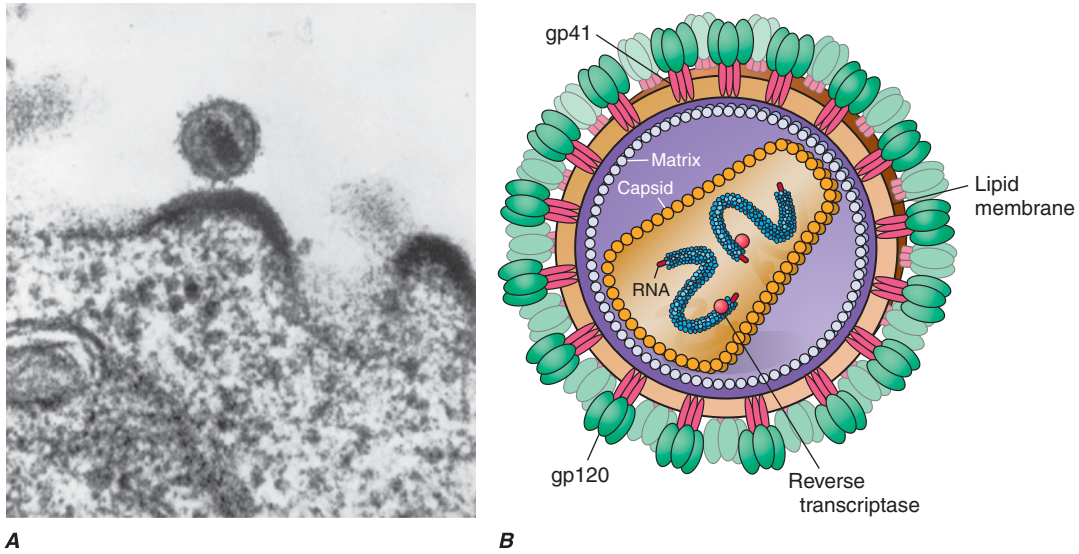 gp41
Matrix
Capsid
Lipid
membrane
RNA
gp120
Reverse
transcriptase
A
B